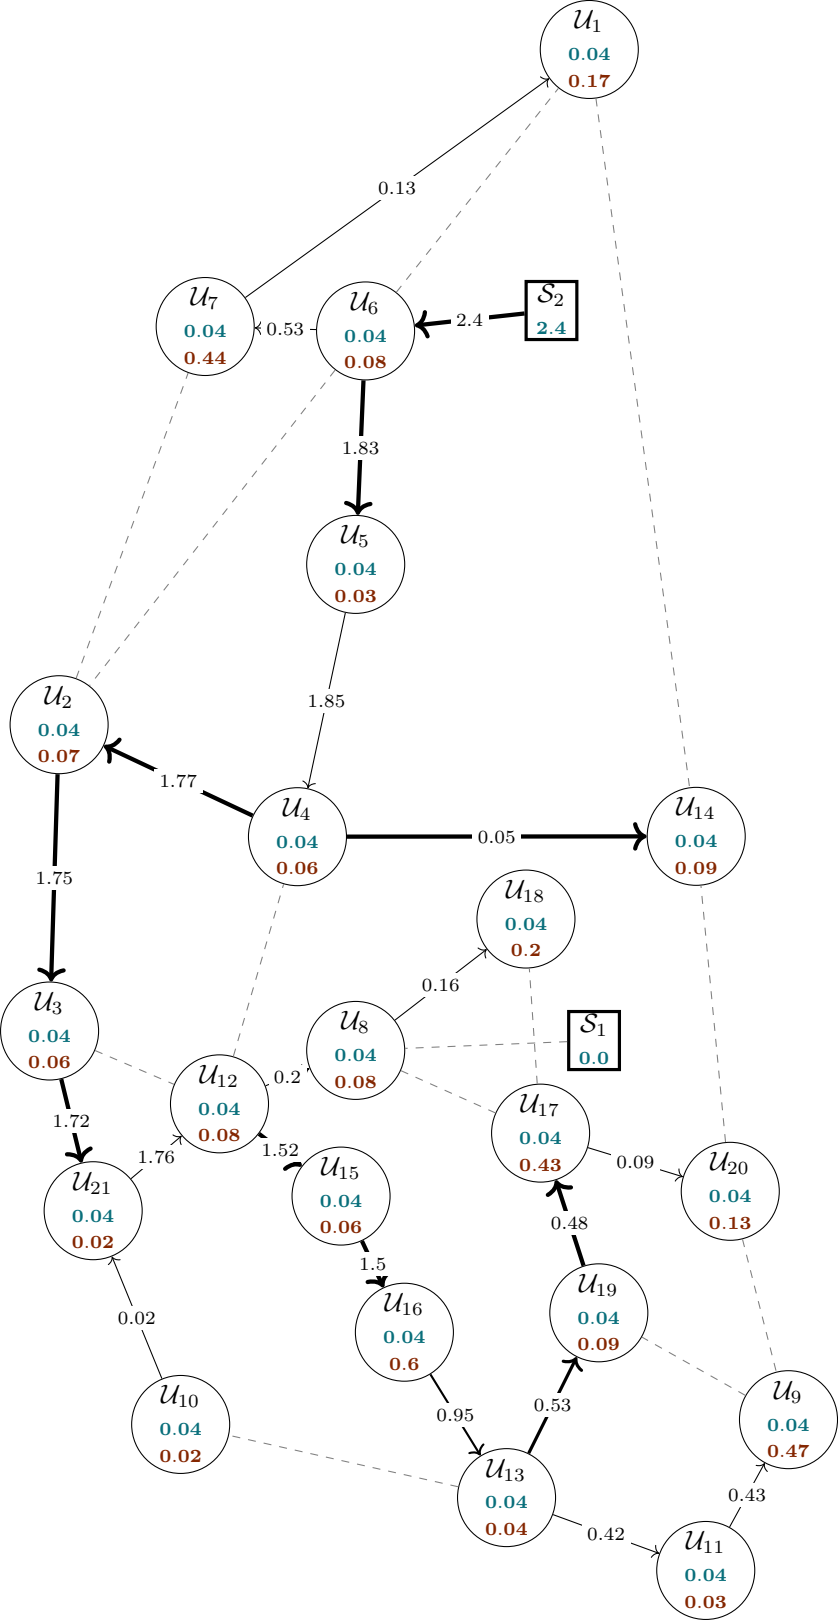 𝒰₁
0.04
0.17
0.13
𝒰₇
0.04
0.44
0.53
𝒰₆
0.04
0.08
2.4
𝒮₂
2.4
1.83
𝒰₅
0.04
0.03
1.85
𝒰₂
0.04
0.07
1.77
𝒰₄
0.04
0.06
0.05
𝒰₁₄
0.04
0.09
1.75
𝒰₁₈
0.04
0.2
0.16
𝒰₃
0.04
0.06
𝒰₈
0.04
0.08
𝒮₁
0.0
𝒰₁₂
0.04
0.08
0.2
𝒰₁₇
0.04
0.43
1.72
1.76
1.52
0.09
𝒰₂₁
0.04
0.02
𝒰₁₅
0.04
0.06
𝒰₂₀
0.04
0.13
0.48
1.5
0.02
𝒰₁₆
0.04
0.6
𝒰₁₉
0.04
0.09
𝒰₁₀
0.04
0.02
0.95
0.53
𝒰₉
0.04
0.47
𝒰₁₃
0.04
0.04
0.43
0.42
𝒰₁₁
0.04
0.03